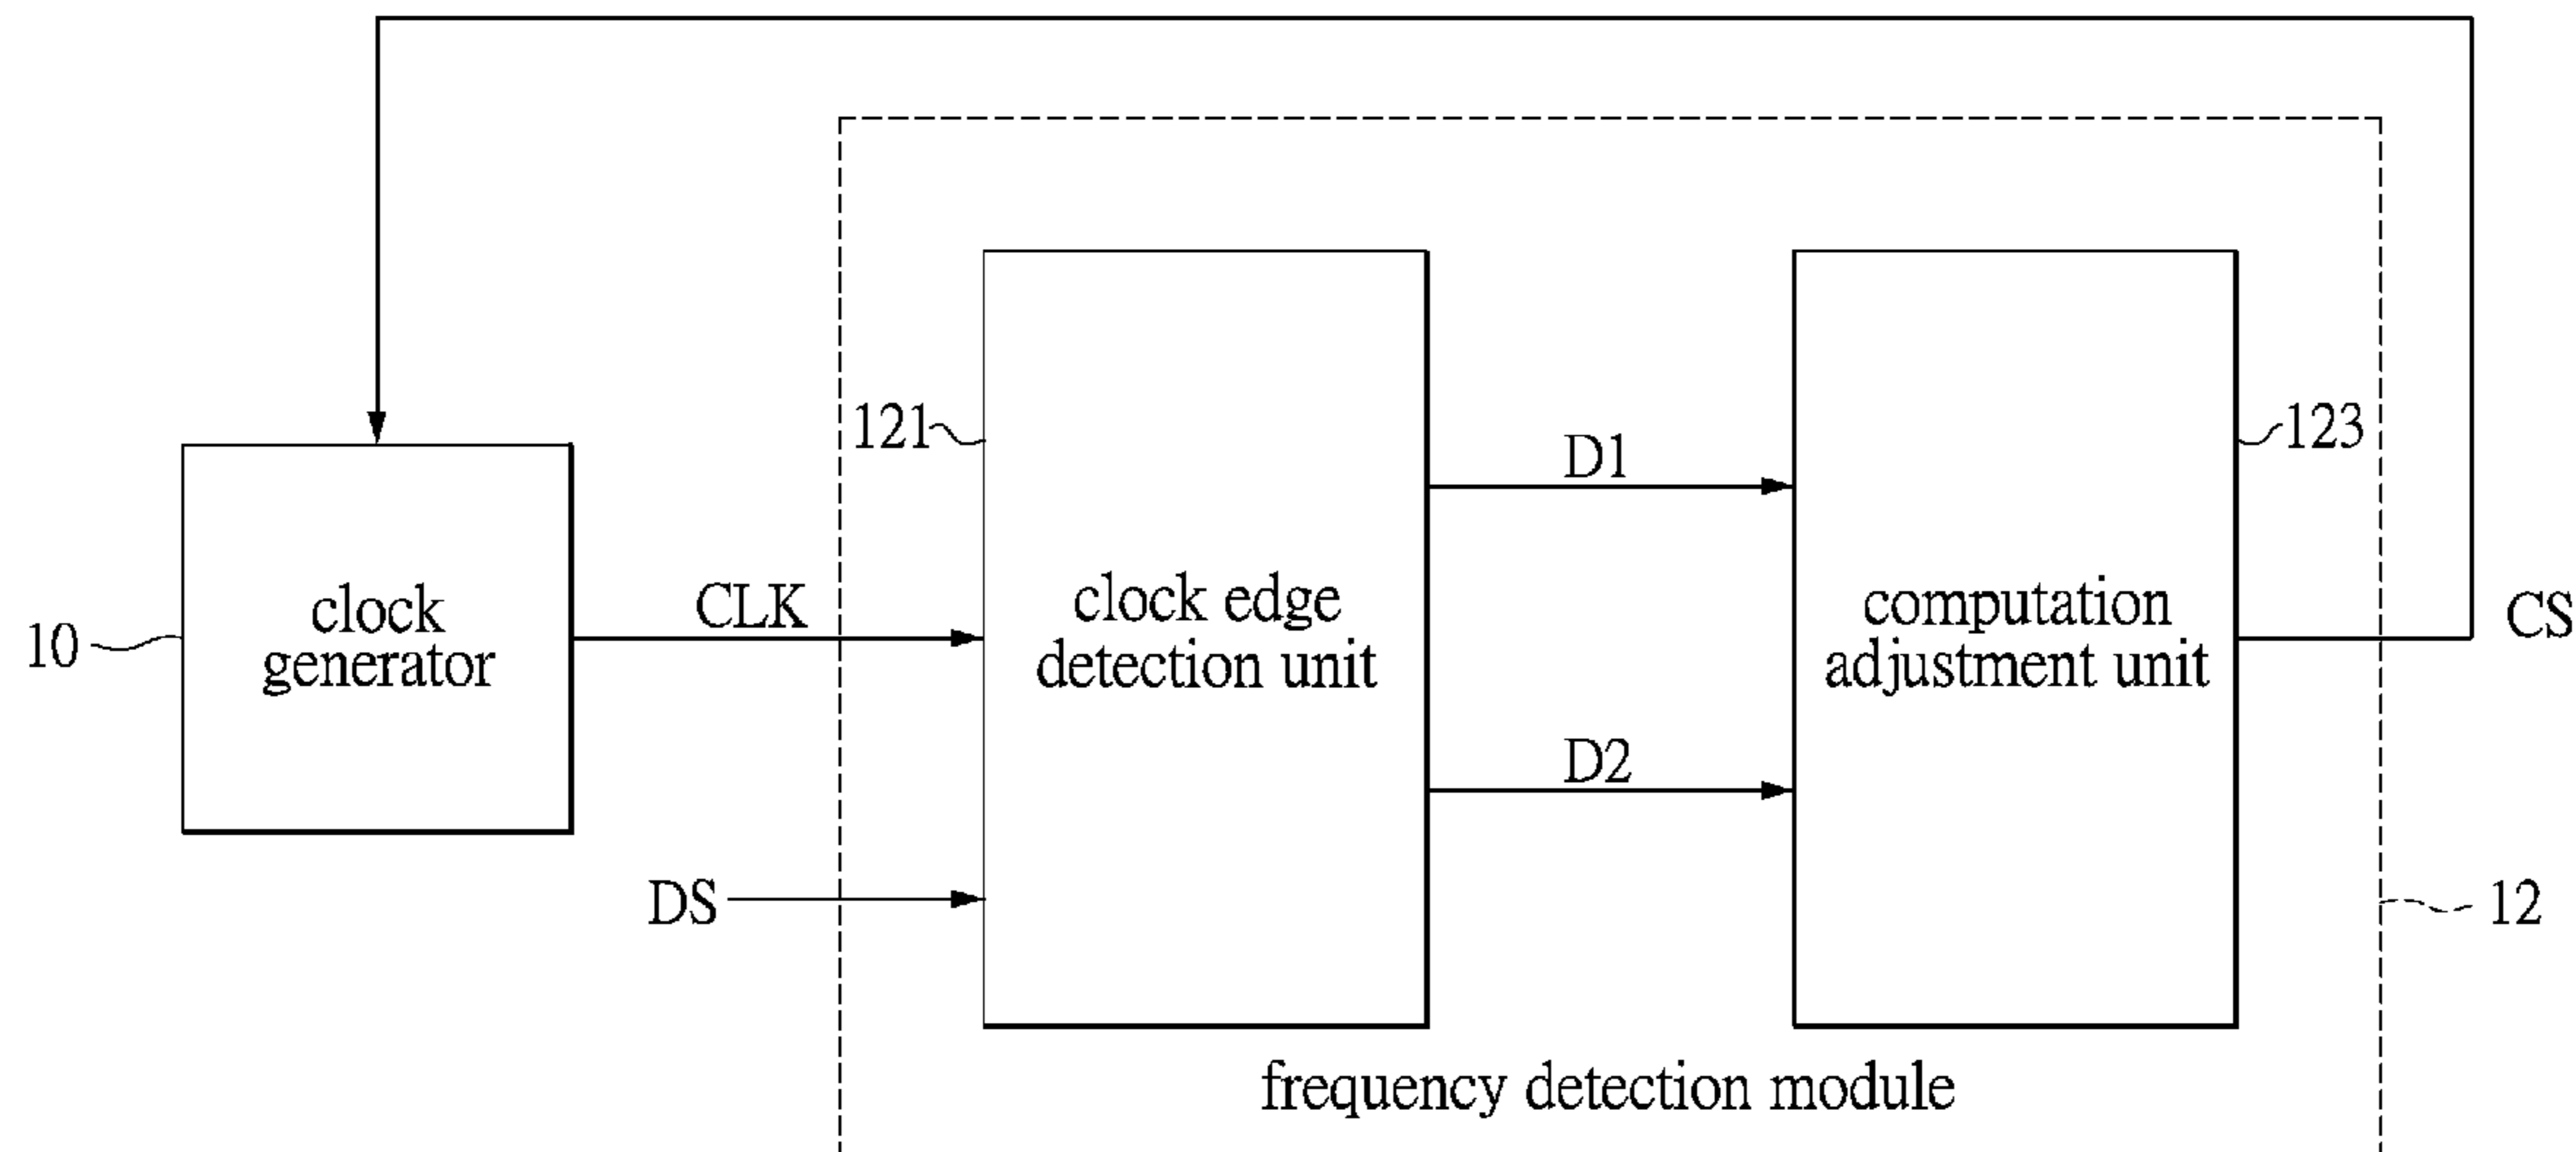 121
123
D1
CLK
clock edge
detection unit
computation
adjustment unit
CS
10
clock
generator
D2
DS
12
frequency detection module